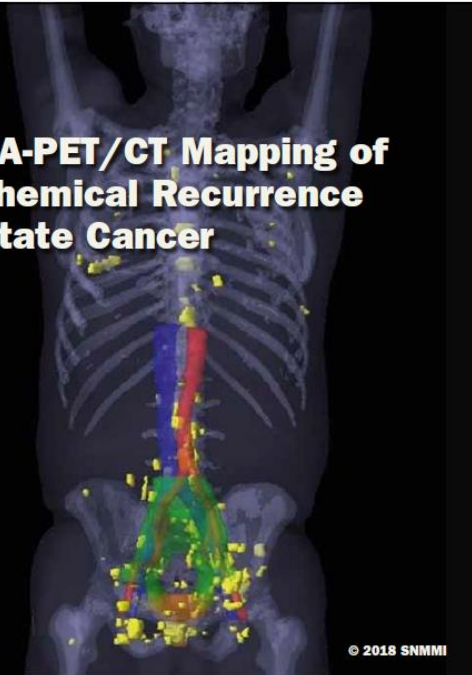 A-PET/CT Mapping of
hemical Recurrence
tate Cancer
© 2018 SNMMI